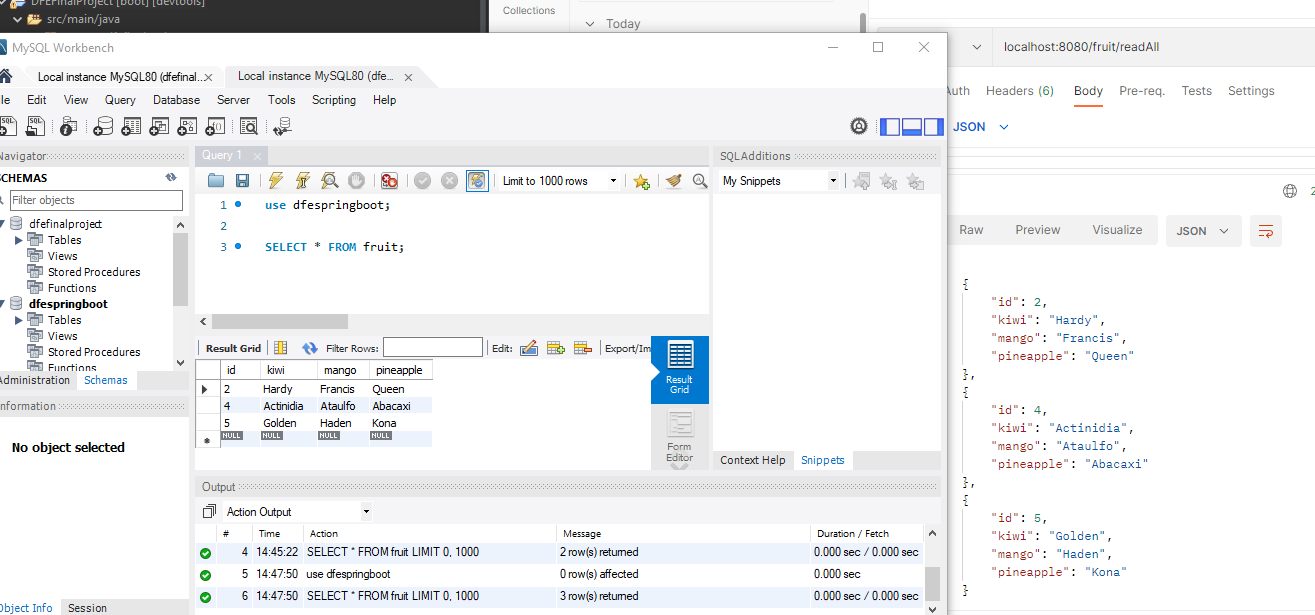 DFEFinalProject [boot] [devtools]
src/main/java
Collections
Today
MySQL Workbench
Local instance MySQL80 (dfefinal...
Local instance MySQL80 (dfe...
localhost:8080/fruit/readAll
Edit View Query Database Server Tools Scripting Help
Headers (6) Body Pre-req. Tests Settings
JSON
Navigator
Query 1
SQLAdditions
SCHEMAS
Limit to 1000 rows
My Snippets
Filter objects
dfefinalproject
Tables
Views
Stored Procedures
Functions
dfespringboot
Tables
Views
Stored Procedures
Functions
Administration Schemas
Information
No object selected
Object Info Session
1 use dfespringboot;
2
3 SELECT * FROM fruit;
Result Grid Filter Rows: Edit: Export/Im
id kiwi mango pineapple
2 Hardy Francis Queen
4 Actinidia Ataulfo Abacaxi
5 Golden Haden Kona
NULL NULL NULL NULL
Result
Grid
Form
Editor
Context Help Snippets
Output
Action Output
# Time Action Message Duration / Fetch
4 14:45:22 SELECT * FROM fruit LIMIT 0, 1000 2 row(s) returned 0.000 sec / 0.000 sec
5 14:47:50 use dfespringboot 0 row(s) affected 0.000 sec
6 14:47:50 SELECT * FROM fruit LIMIT 0, 1000 3 row(s) returned 0.000 sec / 0.000 sec
Raw Preview Visualize JSON
{
"id": 2,
"kiwi": "Hardy",
"mango": "Francis",
"pineapple": "Queen"
},
{
"id": 4,
"kiwi": "Actinidia",
"mango": "Ataulfo",
"pineapple": "Abacaxi"
},
{
"id": 5,
"kiwi": "Golden",
"mango": "Haden",
"pineapple": "Kona"
}